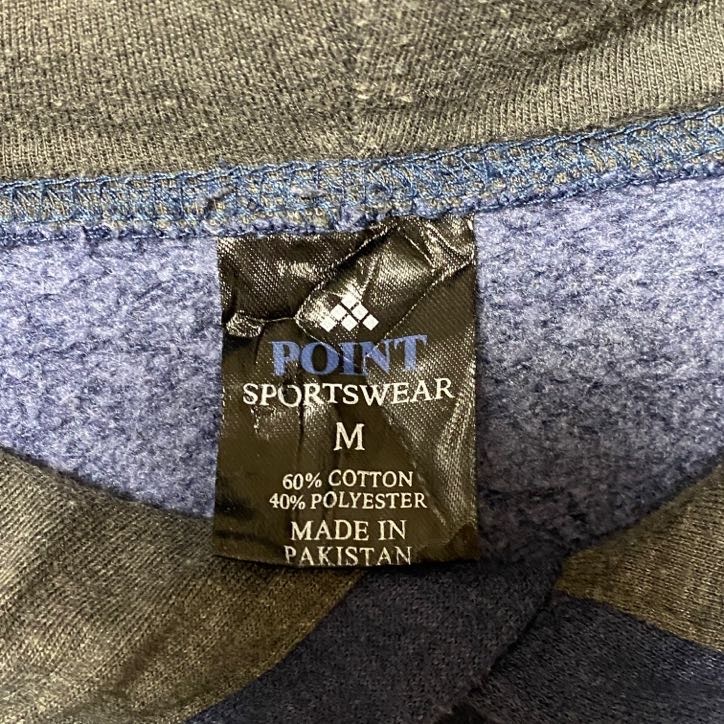 POINT
SPORTSWEAR
M
60% COTTON
40% POLYESTER
MADE IN
PAKISTAN